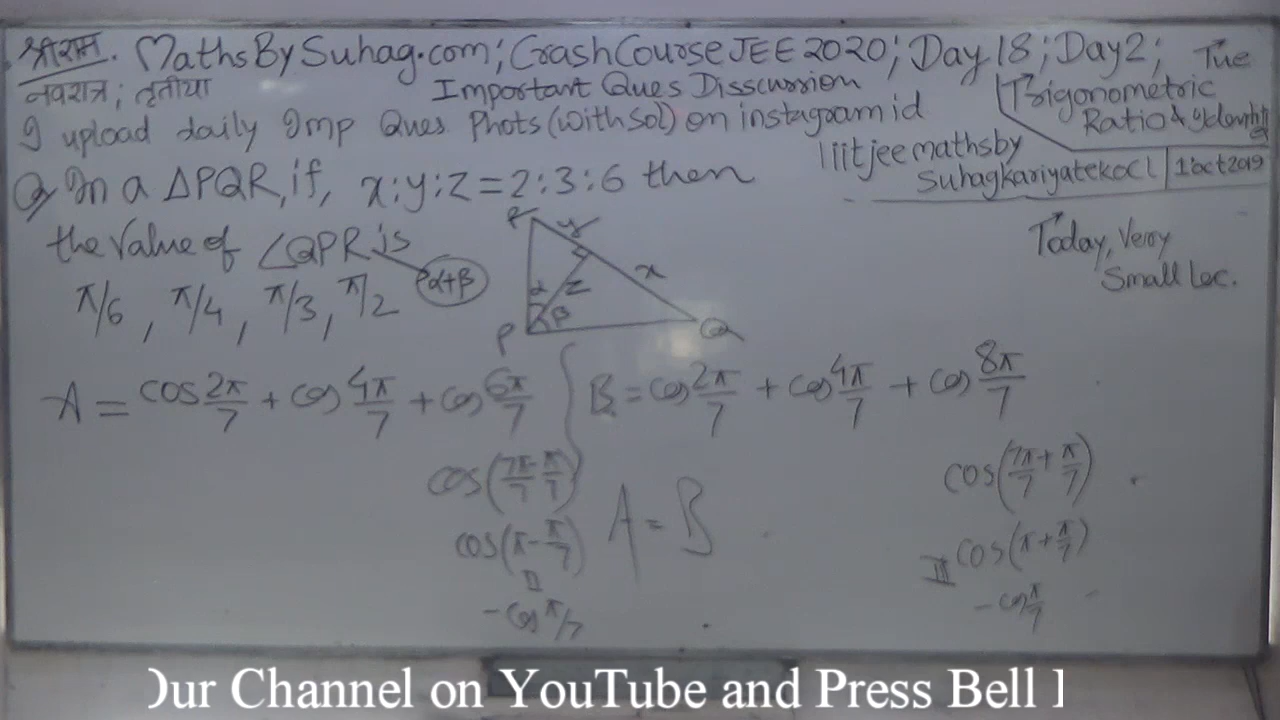 श्रीराम. MathsBySuhag.com; CrashCourse JEE 2020; Day 18; Day2; Tue
नवरात्र; तृतीया Important Ques Disscussion
Trigonometric
Ratio & Identity
I upload daily Imp Ques Phots (with Sol) on instagram id
iitjeemathsby
suhagkariyatekocl 1 Oct 2019
Q In a ΔPQR, if, x:y:z = 2:3:6 then
the value of ∠QPR is
α+β
π/6, π/4, π/3, π/2
R y x α z β P Q
Today, Very
Small Lec.
A = cos 2π/7 + cos 4π/7 + cos 6π/7
B = cos 2π/7 + cos 4π/7 + cos 8π/7
cos(7π/7 - π/7)
cos(π - π/7)
II
- cos π/7
A = B
cos(7π/7 + π/7)
III cos(π + π/7)
- cos π/7
Our Channel on YouTube and Press Bell I